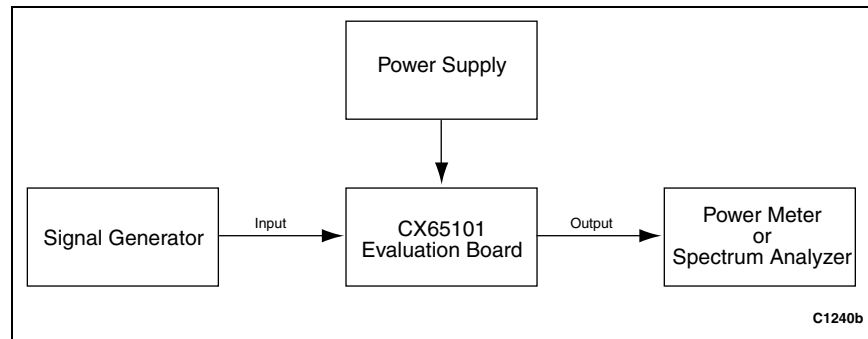 Power Supply
Signal Generator
Input
CX65101
Evaluation Board
Output
Power Meter
or
Spectrum Analyzer
C1240b